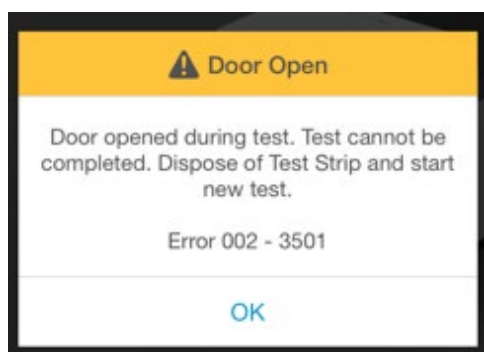 Door Open
Door opened during test. Test cannot be
completed. Dispose of Test Strip and start
new test.
Error 002 - 3501
OK